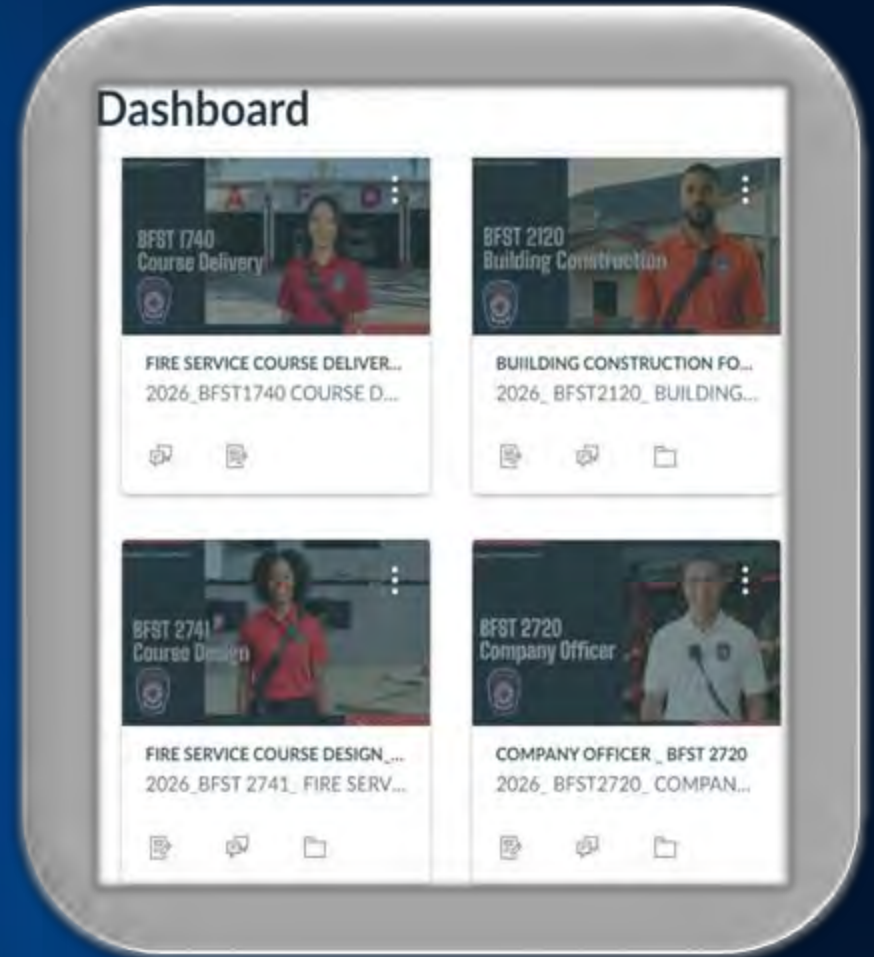 Dashboard
A F D
BFST 1740
Course Delivery
FIRE SERVICE COURSE DELIVER...
2026_BFST1740 COURSE D...
BFST 2120
Building Construction
BUIILDING CONSTRUCTION FO...
2026_ BFST2120_ BUILDING...
BFST 2741
Course Design
FIRE SERVICE COURSE DESIGN_...
2026_BFST 2741_ FIRE SERV...
BFST 2720
Company Officer
COMPANY OFFICER _ BFST 2720
2026_ BFST2720_ COMPAN...